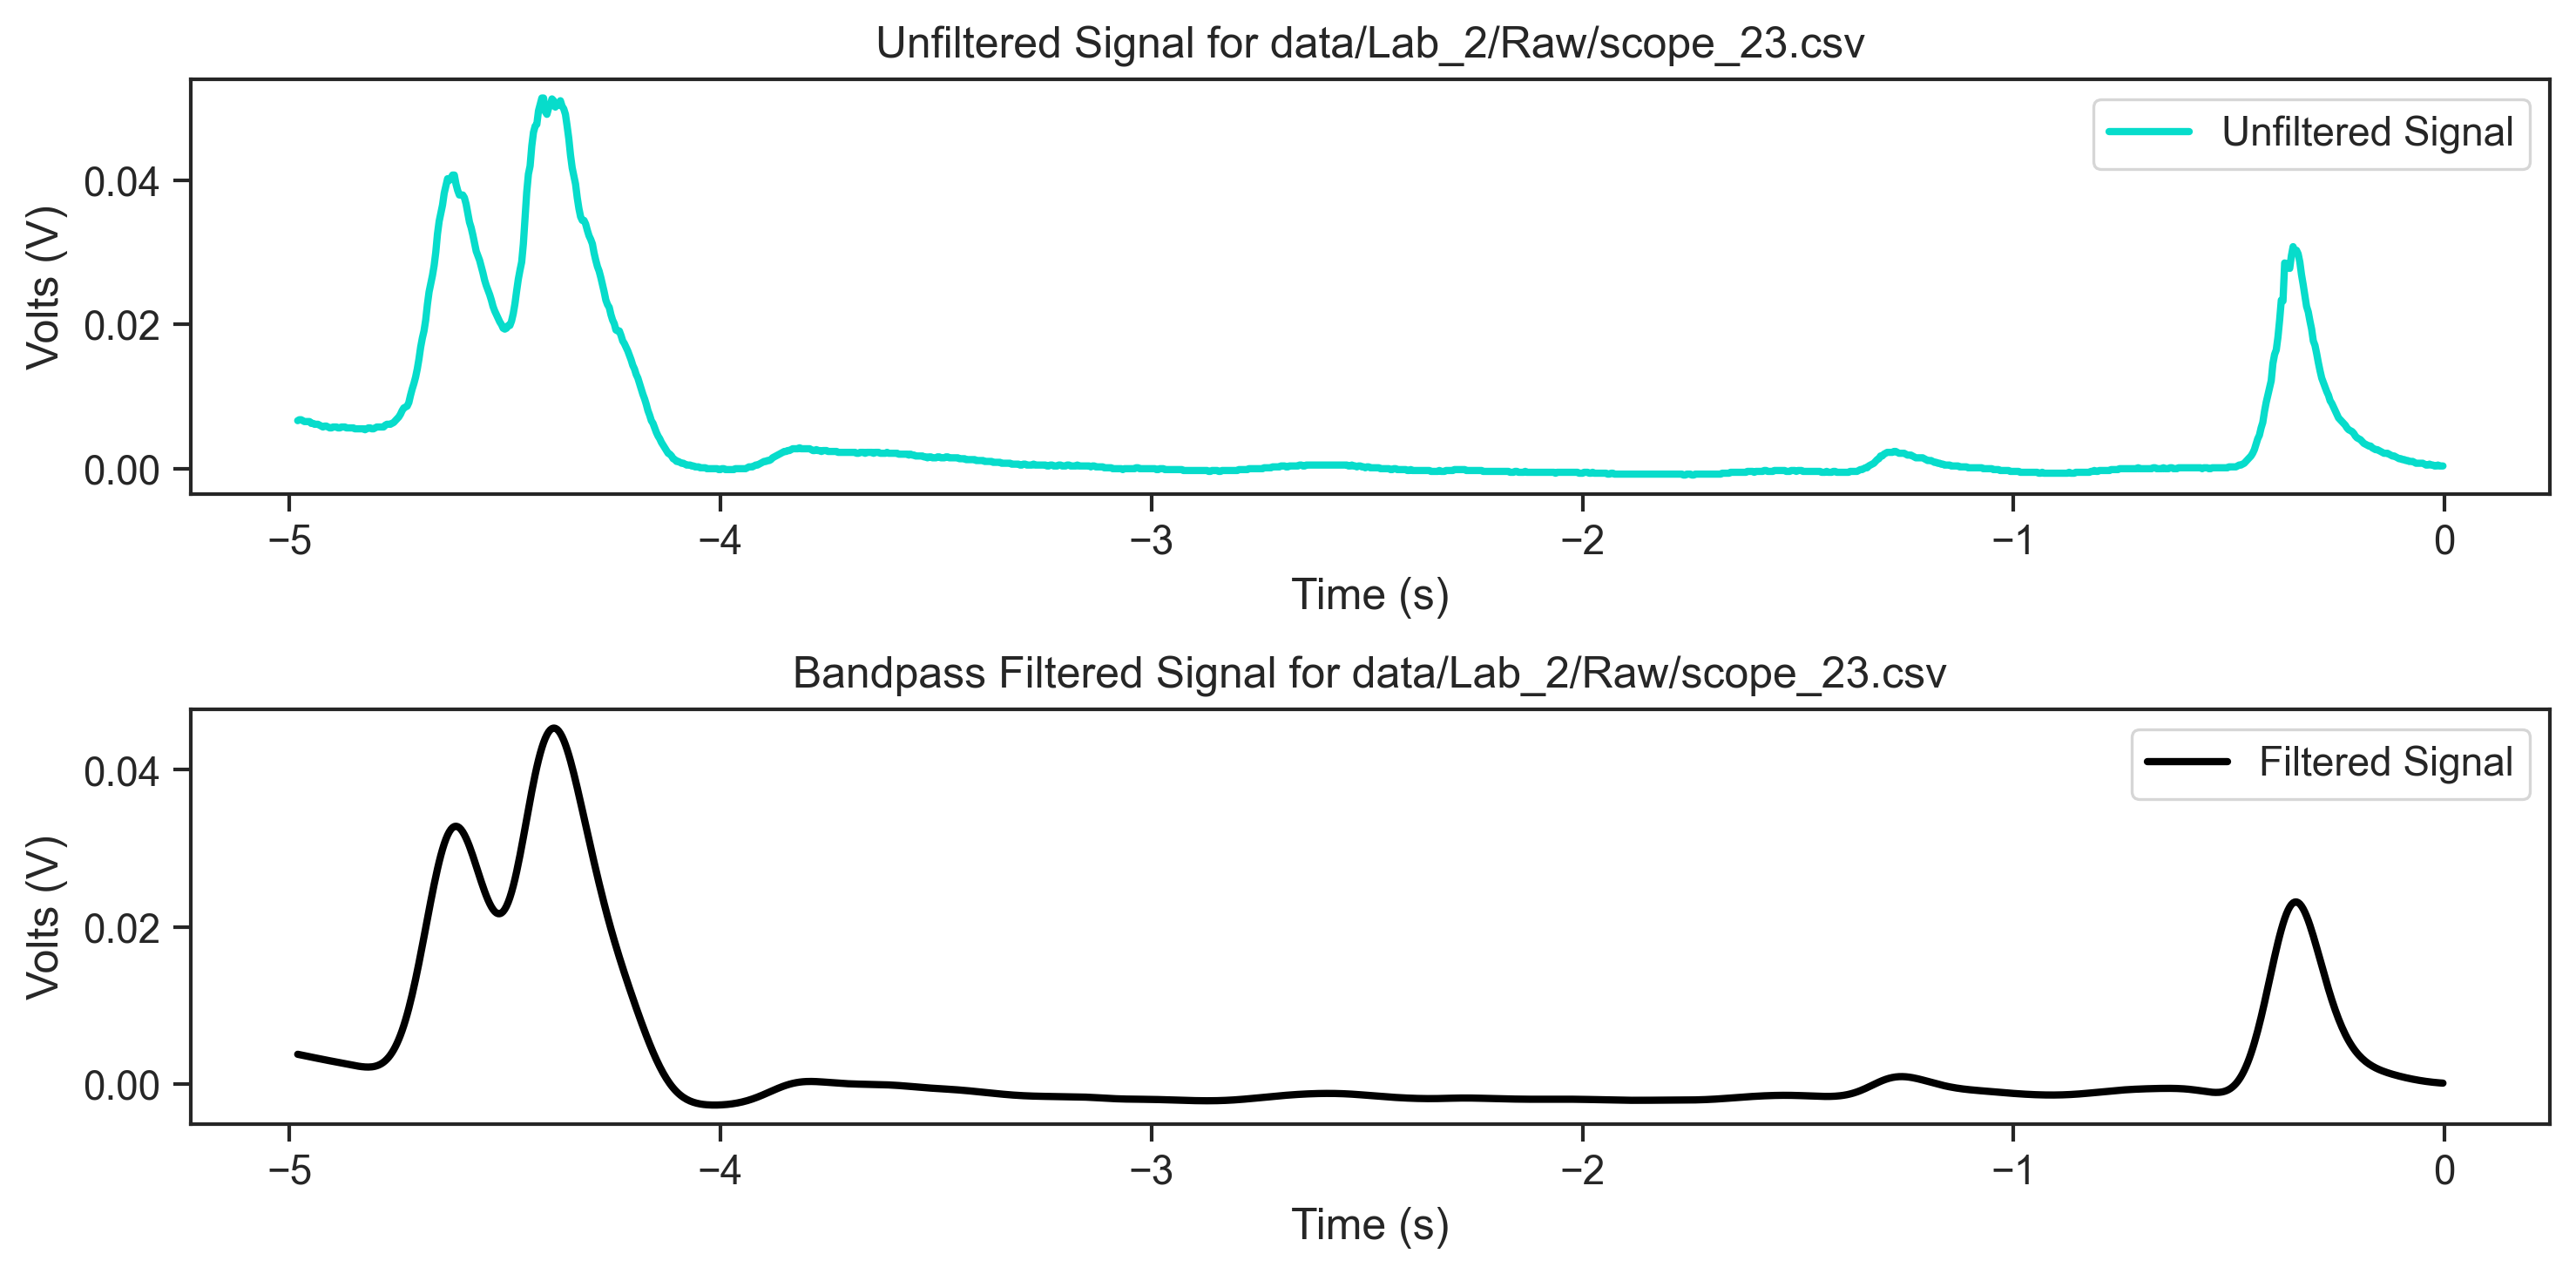 Unfiltered Signal for data/Lab_2/Raw/scope_23.csv
Unfiltered Signal
Volts (V)
0.04
0.02
0.00
−5 −4 −3 −2 −1 0
Time (s)
Bandpass Filtered Signal for data/Lab_2/Raw/scope_23.csv
Filtered Signal
Volts (V)
0.04
0.02
0.00
−5 −4 −3 −2 −1 0
Time (s)